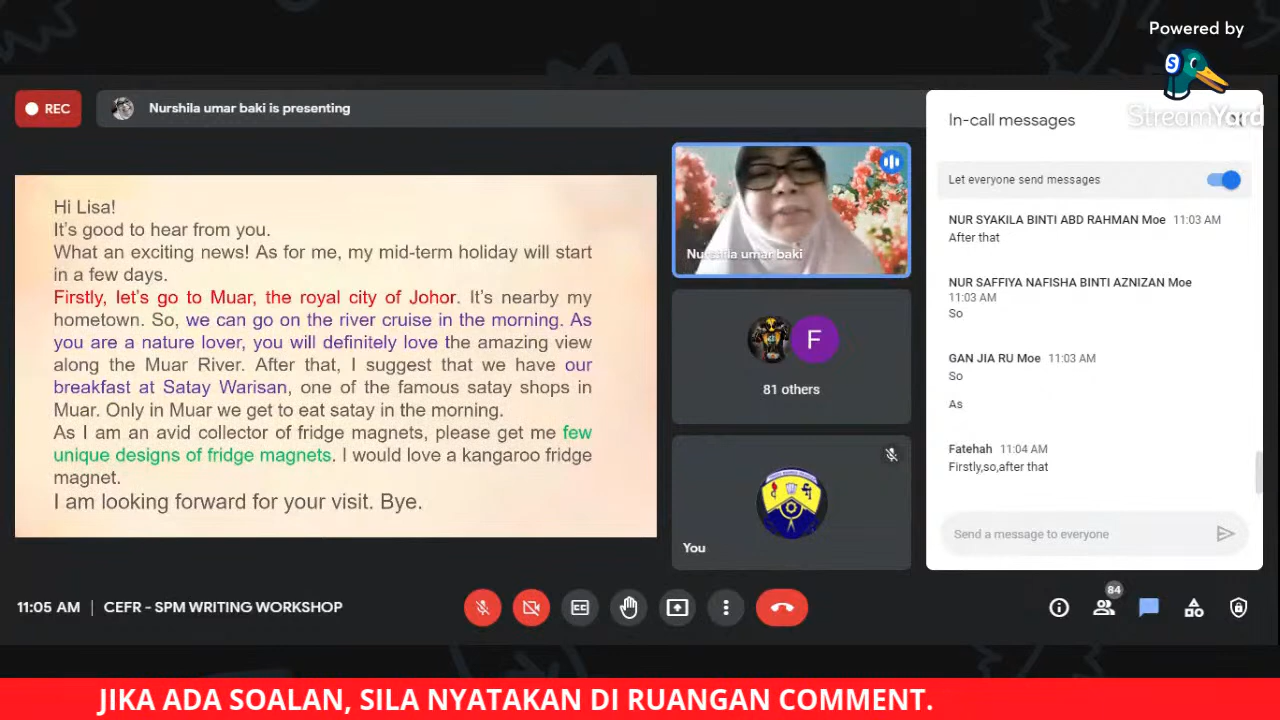 Powered by
S
StreamYard
REC
Nurshila umar baki is presenting
Hi Lisa!
It's good to hear from you.
What an exciting news! As for me, my mid-term holiday will start
in a few days.
Firstly, let's go to Muar, the royal city of Johor. It's nearby my
hometown. So, we can go on the river cruise in the morning. As
you are a nature lover, you will definitely love the amazing view
along the Muar River. After that, I suggest that we have our
breakfast at Satay Warisan, one of the famous satay shops in
Muar. Only in Muar we get to eat satay in the morning.
As I am an avid collector of fridge magnets, please get me few
unique designs of fridge magnets. I would love a kangaroo fridge
magnet.
I am looking forward for your visit. Bye.
Nurshila umar baki
F
81 others
You
In-call messages
Let everyone send messages
NUR SYAKILA BINTI ABD RAHMAN Moe 11:03 AM
After that
NUR SAFFIYA NAFISHA BINTI AZNIZAN Moe
11:03 AM
So
GAN JIA RU Moe 11:03 AM
So
As
Fatehah 11:04 AM
Firstly,so,after that
Send a message to everyone
11:05 AM | CEFR - SPM WRITING WORKSHOP
84
JIKA ADA SOALAN, SILA NYATAKAN DI RUANGAN COMMENT.